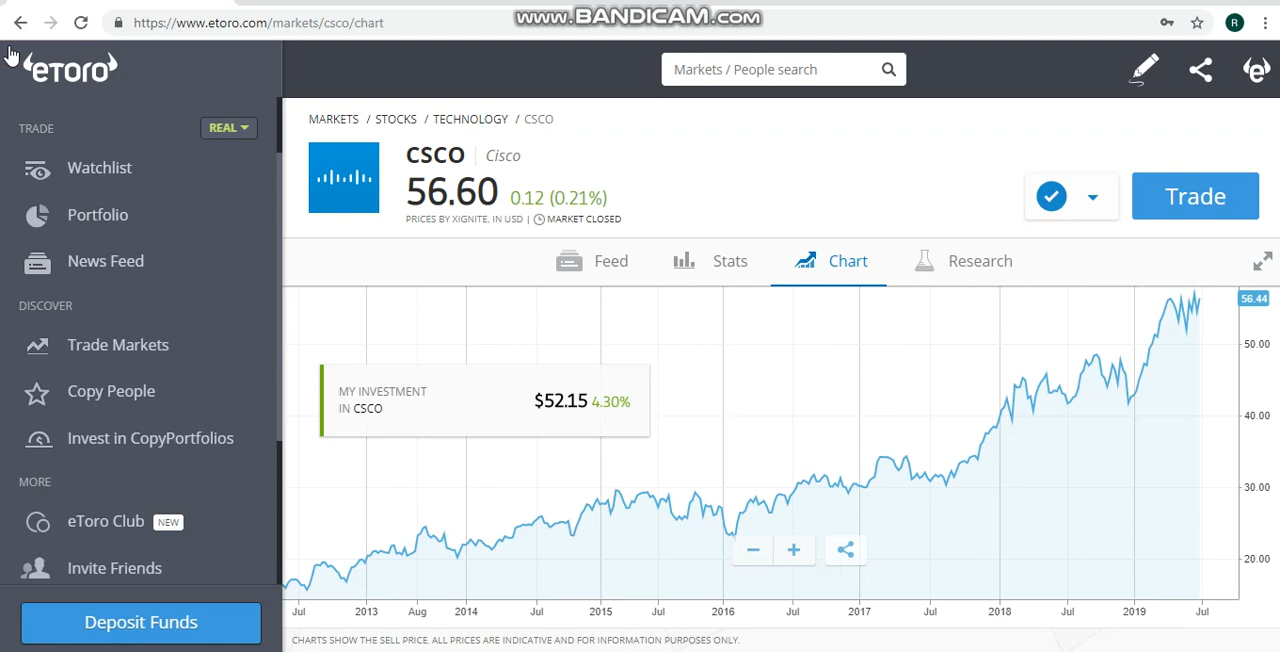 https://www.etoro.com/markets/csco/chart
www.BANDICAM.com
R
eToro
Markets / People search
e
TRADE
REAL
Watchlist
Portfolio
News Feed
DISCOVER
Trade Markets
Copy People
Invest in CopyPortfolios
MORE
eToro Club NEW
Invite Friends
Deposit Funds
MARKETS / STOCKS / TECHNOLOGY / CSCO
CSCO Cisco
56.60 0.12 (0.21%)
PRICES BY XIGNITE, IN USD | MARKET CLOSED
Trade
Feed Stats Chart Research
56.44
50.00
40.00
30.00
20.00
MY INVESTMENT
IN CSCO
$52.15 4.30%
Jul 2013 Aug 2014 Jul 2015 Jul 2016 Jul 2017 Jul 2018 Jul 2019 Jul
CHARTS SHOW THE SELL PRICE. ALL PRICES ARE INDICATIVE AND FOR INFORMATION PURPOSES ONLY.